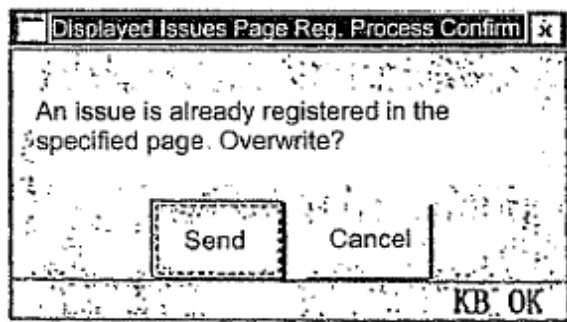 Displayed Issues Page Reg. Process Confirm x
An issue is already registered in the
specified page. Overwrite?
Send Cancel
KB OK